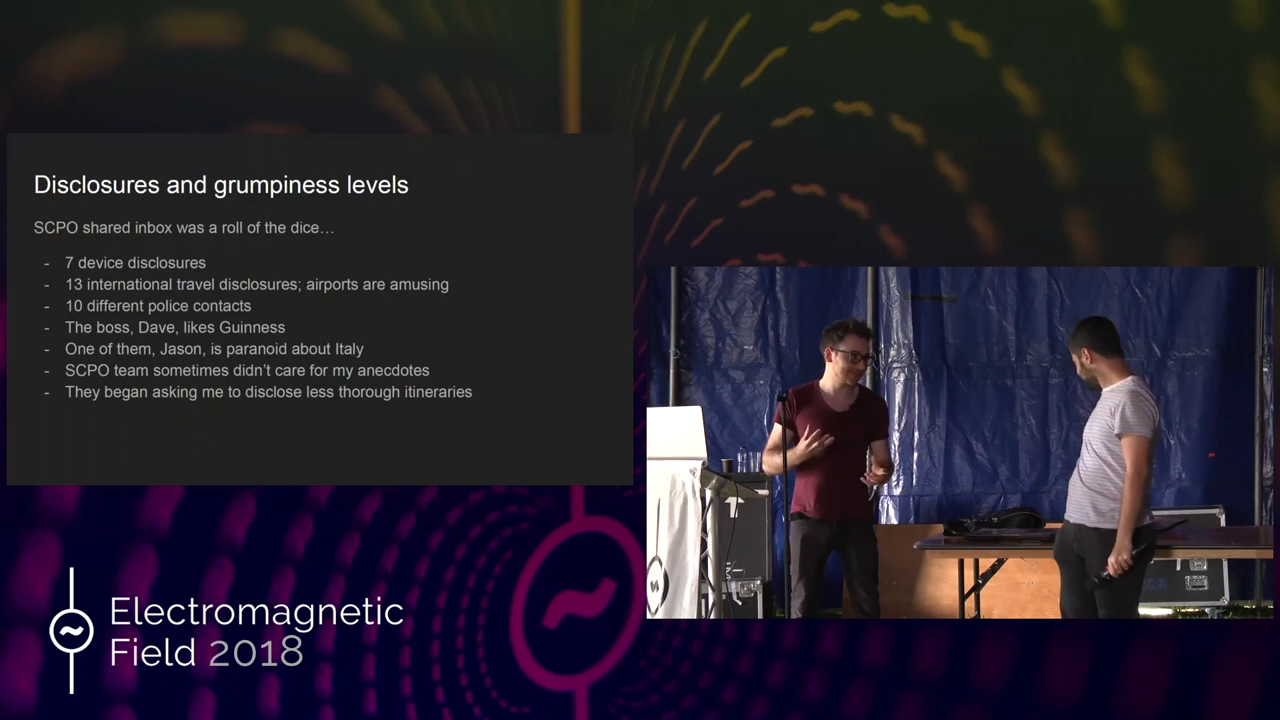 Disclosures and grumpiness levels
SCPO shared inbox was a roll of the dice…
- 7 device disclosures
- 13 international travel disclosures; airports are amusing
- 10 different police contacts
- The boss, Dave, likes Guinness
- One of them, Jason, is paranoid about Italy
- SCPO team sometimes didn't care for my anecdotes
- They began asking me to disclose less thorough itineraries
Electromagnetic
Field 2018